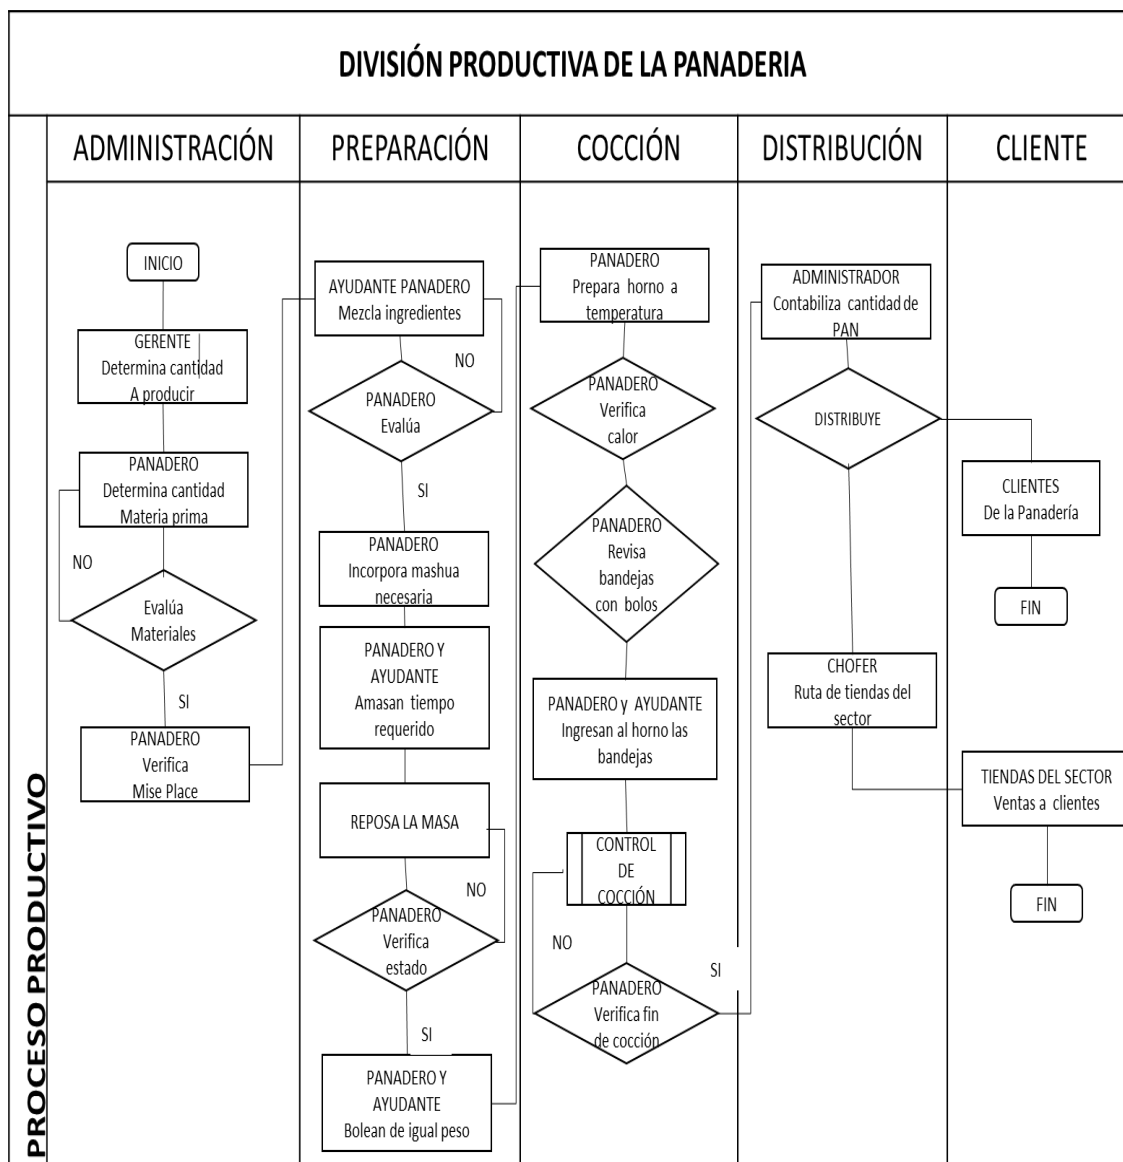 DIVISIÓN PRODUCTIVA DE LA PANADERIA
PROCESO PRODUCTIVO
ADMINISTRACIÓN
INICIO
GERENTE
Determina cantidad
A producir
PANADERO
Determina cantidad
Materia prima
NO
Evalúa
Materiales
SI
PANADERO
Verifica
Mise Place
PREPARACIÓN
AYUDANTE PANADERO
Mezcla ingredientes
NO
PANADERO
Evalúa
SI
PANADERO
Incorpora mashua
necesaria
PANADERO Y
AYUDANTE
Amasan tiempo
requerido
REPOSA LA MASA
NO
PANADERO
Verifica
estado
SI
PANADERO Y
AYUDANTE
Bolean de igual peso
COCCIÓN
PANADERO
Prepara horno a
temperatura
PANADERO
Verifica
calor
PANADERO
Revisa
bandejas
con bolos
PANADERO y AYUDANTE
Ingresan al horno las
bandejas
CONTROL
DE
COCCIÓN
NO
SI
PANADERO
Verifica fin
de cocción
DISTRIBUCIÓN
ADMINISTRADOR
Contabiliza cantidad de
PAN
DISTRIBUYE
CHOFER
Ruta de tiendas del
sector
CLIENTE
CLIENTES
De la Panadería
FIN
TIENDAS DEL SECTOR
Ventas a clientes
FIN